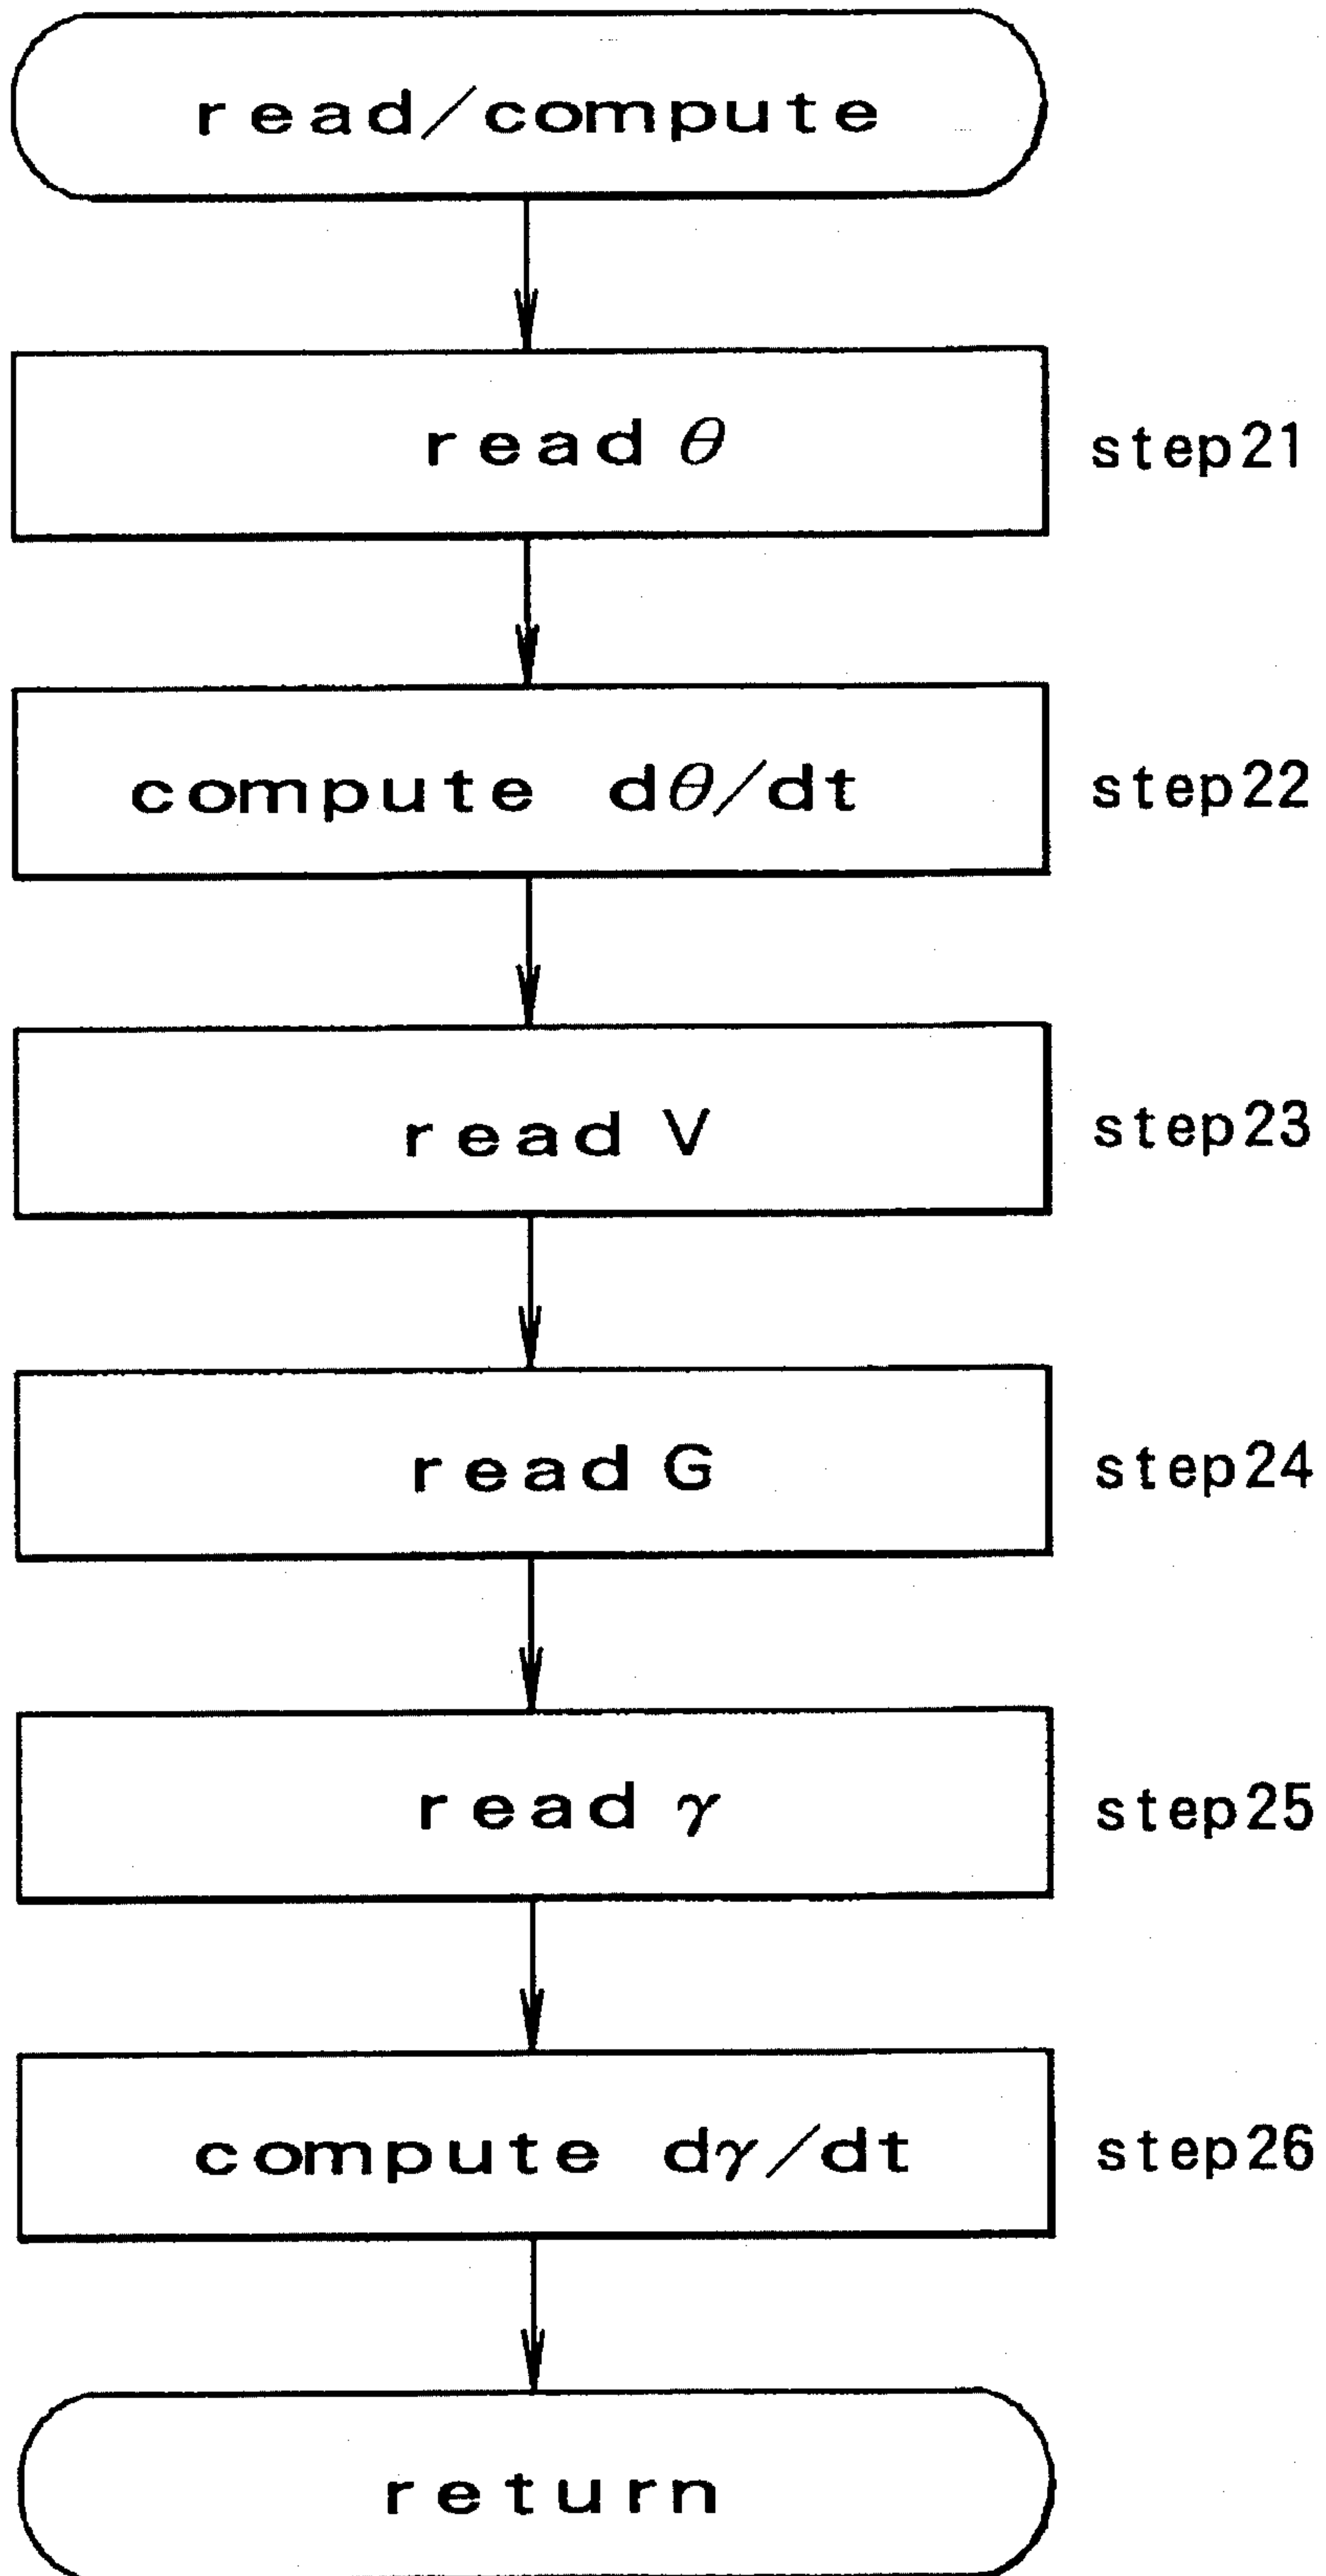 read/compute
read θ step21
compute dθ/dt step22
read V step23
read G step24
read γ step25
compute dγ/dt step26
return